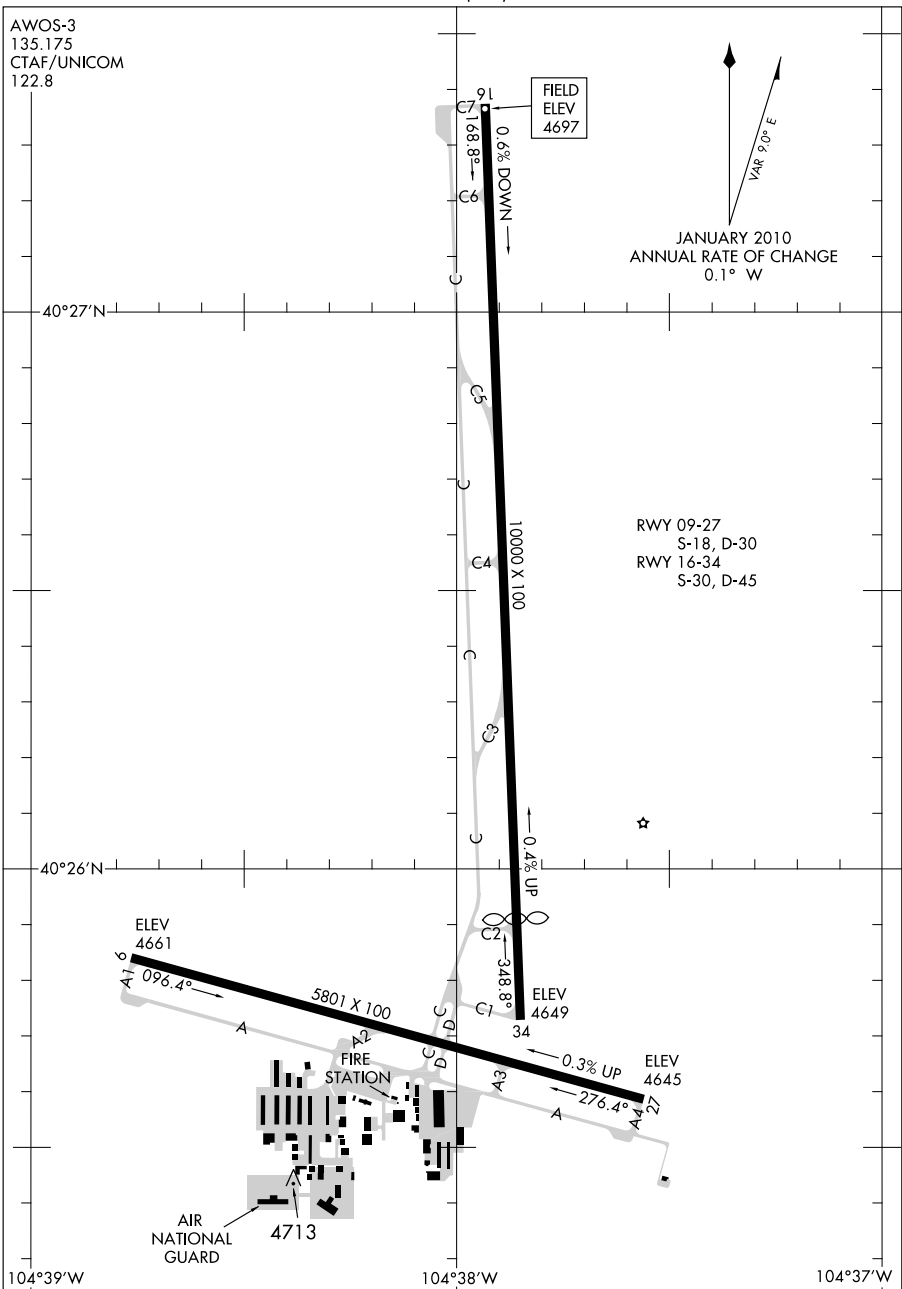 AWOS-3
135.175
CTAF/UNICOM
122.8
FIELD
ELEV
4697
16
C7
168.8°
0.6% DOWN
C6
VAR 9.0° E
JANUARY 2010
ANNUAL RATE OF CHANGE
0.1° W
C
40°27'N
C5
C
10000 X 100
C4
RWY 09-27
S-18, D-30
RWY 16-34
S-30, D-45
C
C3
C
0.4% UP
40°26'N
C2
348.8°
ELEV
4661
9
A1
096.4°
5801 X 100
ELEV
4649
34
C1
C
D
A
A2
C
D
0.3% UP
ELEV
4645
27
276.4°
A3
A
A4
FIRE
STATION
AIR
NATIONAL
GUARD
4713
104°39'W
104°38'W
104°37'W